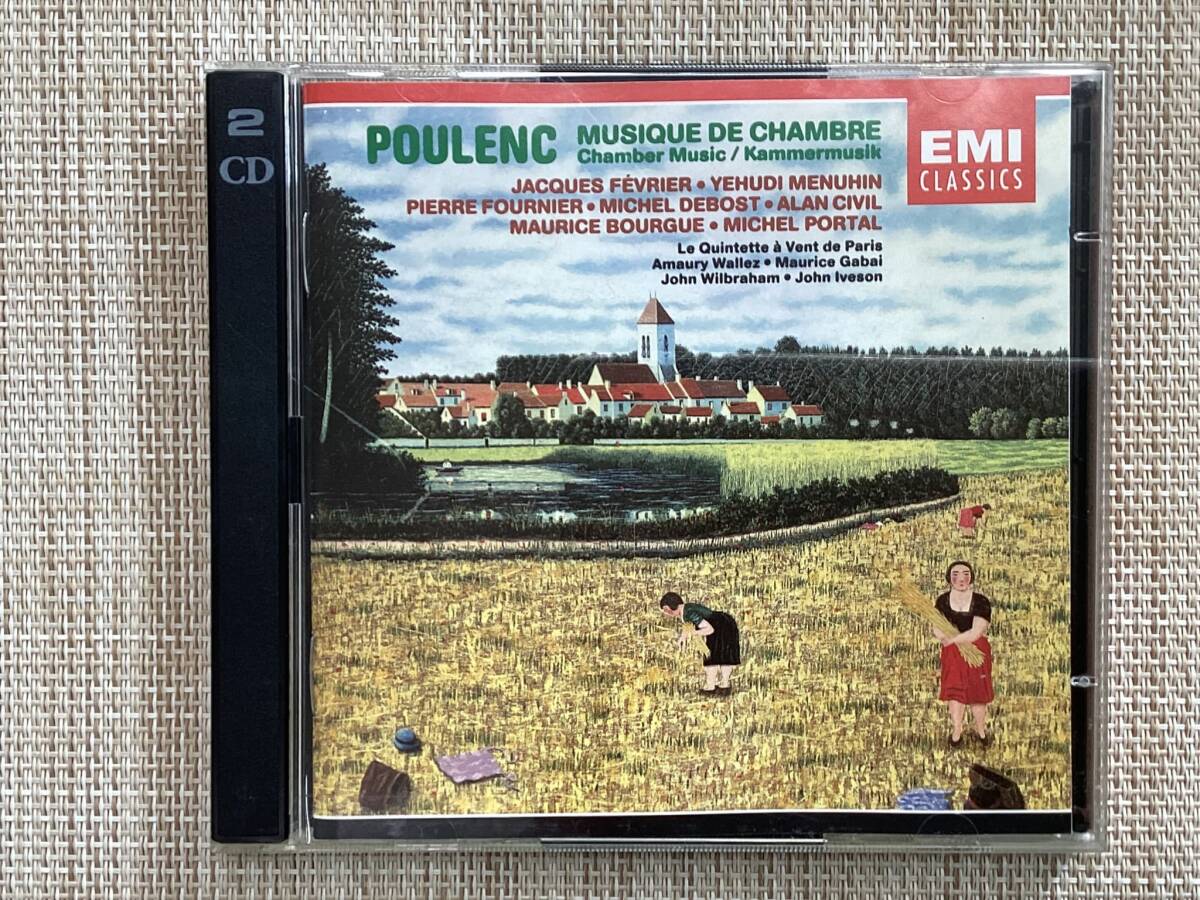 2
CD
POULENC
MUSIQUE DE CHAMBRE
Chamber Music / Kammermusik
EMI
CLASSICS
JACQUES FÉVRIER • YEHUDI MENUHIN
PIERRE FOURNIER • MICHEL DEBOST • ALAN CIVIL
MAURICE BOURGUE • MICHEL PORTAL
Le Quintette à Vent de Paris
Amaury Wallez • Maurice Gabai
John Wilbraham • John Iveson